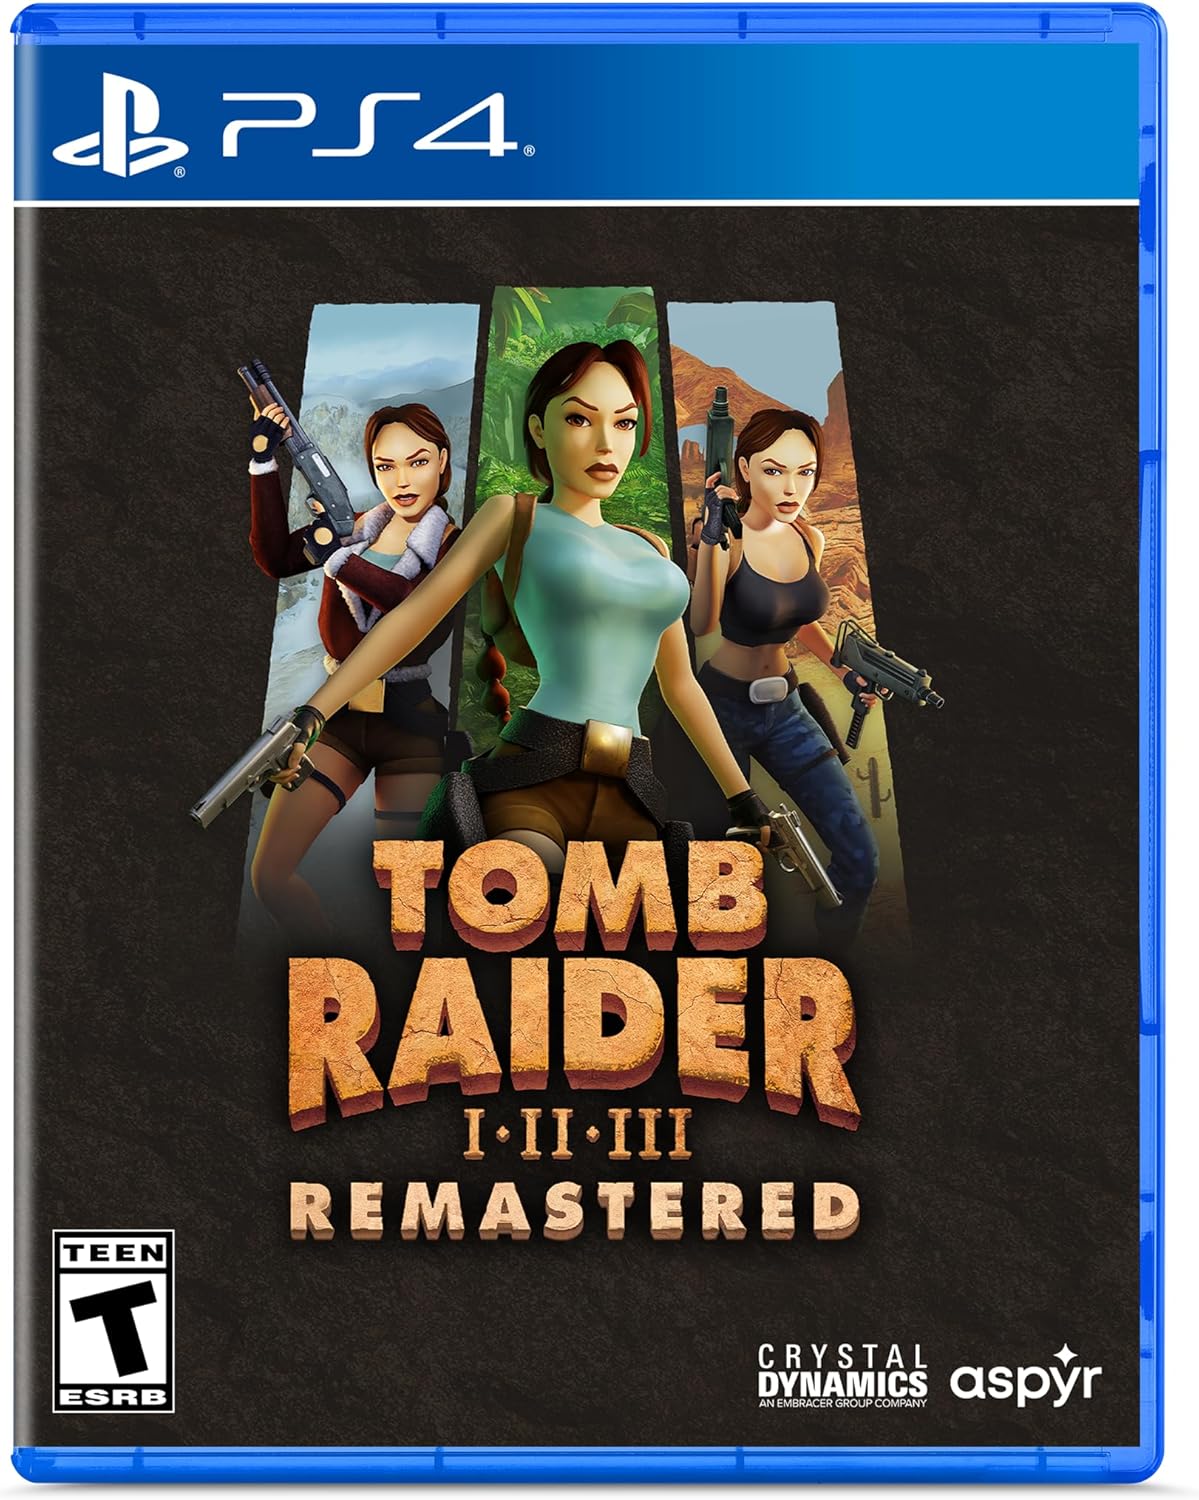 PS4®
TOMB
RAIDER
I·II·III
REMASTERED
TEEN
T
ESRB
CRYSTAL
DYNAMICS
AN EMBRACER GROUP COMPANY
aspyr